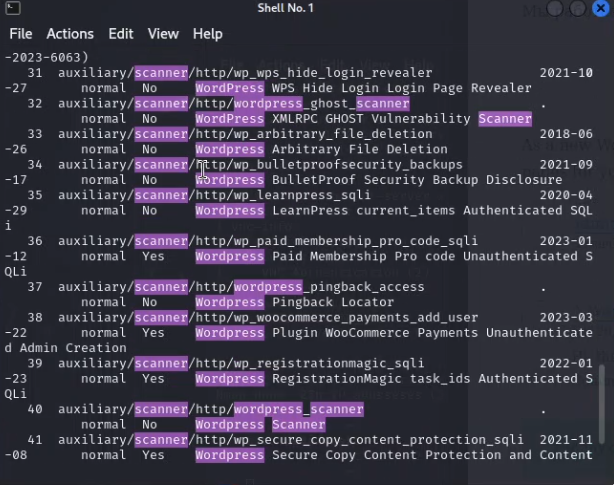 Shell No. 1
File Actions Edit View Help
-2023-6063)
31 auxiliary/scanner/http/wp_wps_hide_login_revealer 2021-10
-27 normal No WordPress WPS Hide Login Login Page Revealer
32 auxiliary/scanner/http/wordpress_ghost_scanner .
normal No WordPress XMLRPC GHOST Vulnerability Scanner
33 auxiliary/scanner/http/wp_arbitrary_file_deletion 2018-06
-26 normal No Wordpress Arbitrary File Deletion
34 auxiliary/scanner/http/wp_bulletproofsecurity_backups 2021-09
-17 normal No Wordpress BulletProof Security Backup Disclosure
35 auxiliary/scanner/http/wp_learnpress_sqli 2020-04
-29 normal No Wordpress LearnPress current_items Authenticated SQL
i
36 auxiliary/scanner/http/wp_paid_membership_pro_code_sqli 2023-01
-12 normal Yes Wordpress Paid Membership Pro code Unauthenticated S
QLi
37 auxiliary/scanner/http/wordpress_pingback_access .
normal No Wordpress Pingback Locator
38 auxiliary/scanner/http/wp_woocommerce_payments_add_user 2023-03
-22 normal Yes Wordpress Plugin WooCommerce Payments Unauthenticate
d Admin Creation
39 auxiliary/scanner/http/wp_registrationmagic_sqli 2022-01
-23 normal Yes Wordpress RegistrationMagic task_ids Authenticated S
QLi
40 auxiliary/scanner/http/wordpress_scanner .
normal No Wordpress Scanner
41 auxiliary/scanner/http/wp_secure_copy_content_protection_sqli 2021-11
-08 normal Yes Wordpress Secure Copy Content Protection and Content